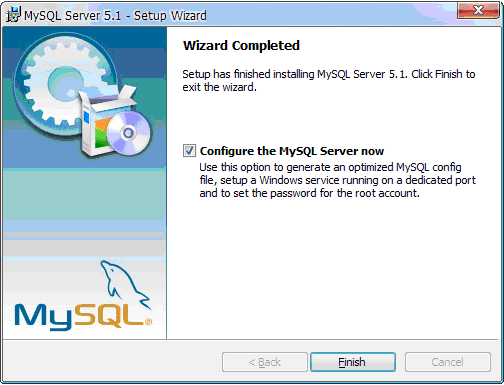 MySQL Server 5.1 - Setup Wizard
Wizard Completed
Setup has finished installing MySQL Server 5.1. Click Finish to
exit the wizard.
Configure the MySQL Server now
Use this option to generate an optimized MySQL config
file, setup a Windows service running on a dedicated port
and to set the password for the root account.
MySQL®
< Back
Finish
Cancel